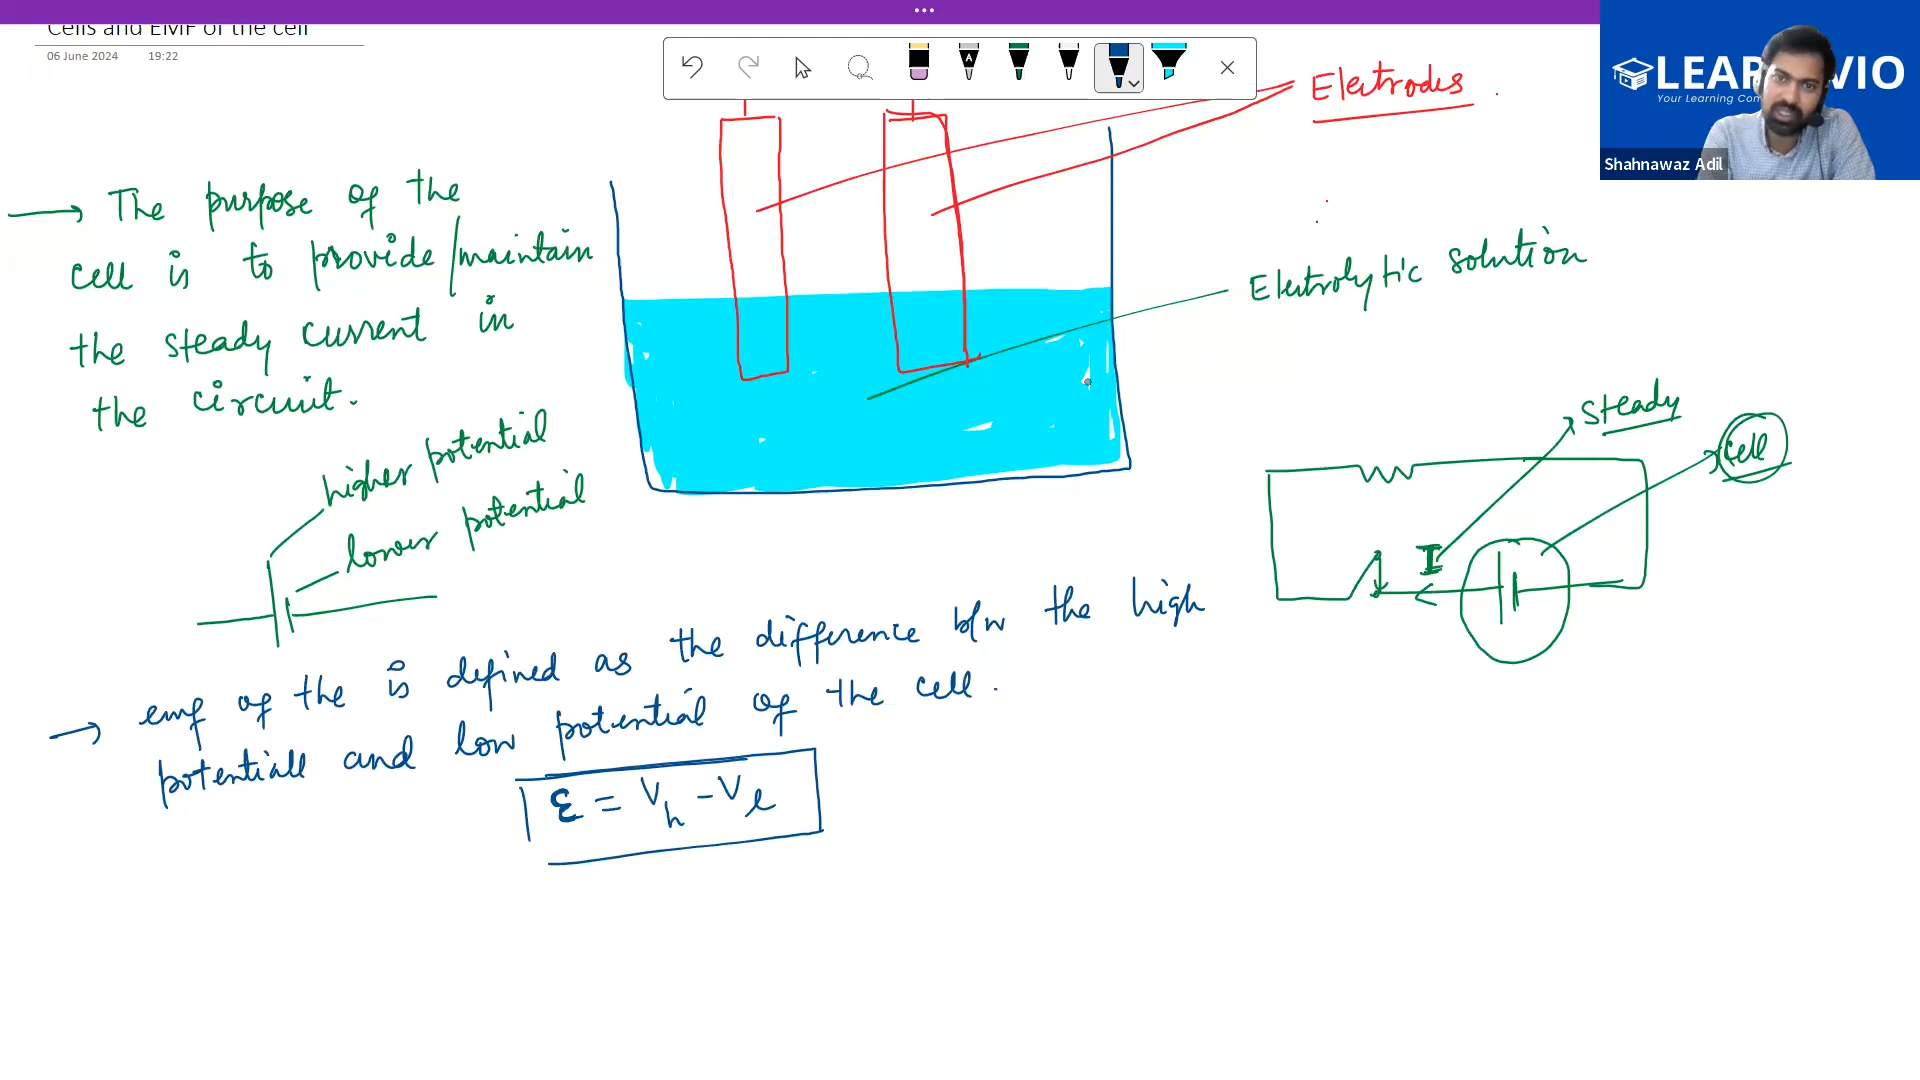 Cells and EMF of the cell
06 June 2024 19:22
A
LEAR VIO
Your Learning Com
Shahnawaz Adil
Electrodes
→ The purpose of the
cell is to provide/maintain
the steady current in
the circuit.
Electrolytic solution
higher potential
lower potential
steady
cell
I
→ emf of the is defined as the difference b/w the high
potentiall and low potential of the cell.
ε = Vh - Vl